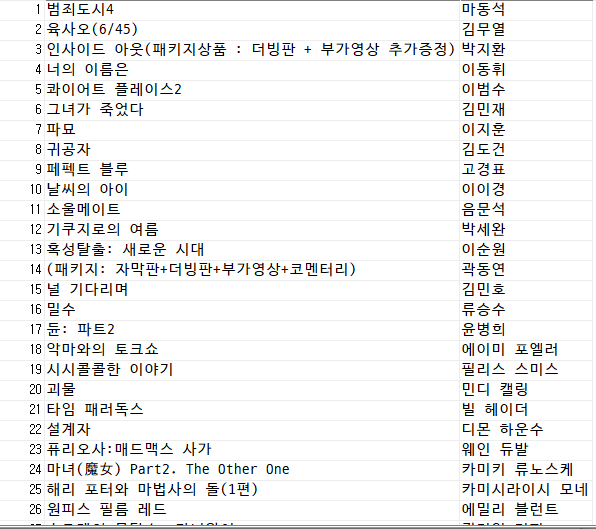 1 범죄도시4 마동석
2 육사오(6/45) 김무열
3 인사이드 아웃(패키지상품 : 더빙판 + 부가영상 추가증정) 박지환
4 너의 이름은 이동휘
5 콰이어트 플레이스2 이범수
6 그녀가 죽었다 김민재
7 파묘 이지훈
8 귀공자 김도건
9 페펙트 블루 고경표
10 날씨의 아이 이이경
11 소울메이트 음문석
12 기쿠지로의 여름 박세완
13 혹성탈출: 새로운 시대 이순원
14 (패키지: 자막판+더빙판+부가영상+코멘터리) 곽동연
15 널 기다리며 김민호
16 밀수 류승수
17 듄: 파트2 윤병희
18 악마와의 토크쇼 에이미 포엘러
19 시시콜콜한 이야기 필리스 스미스
20 괴물 민디 캘링
21 타임 패러독스 빌 헤이더
22 설계자 디몬 하운수
23 퓨리오사:매드맥스 사가 웨인 듀발
24 마녀(魔女) Part2. The Other One 카미키 류노스케
25 해리 포터와 마법사의 돌(1편) 카미시라이시 모네
26 원피스 필름 레드 에밀리 블런트